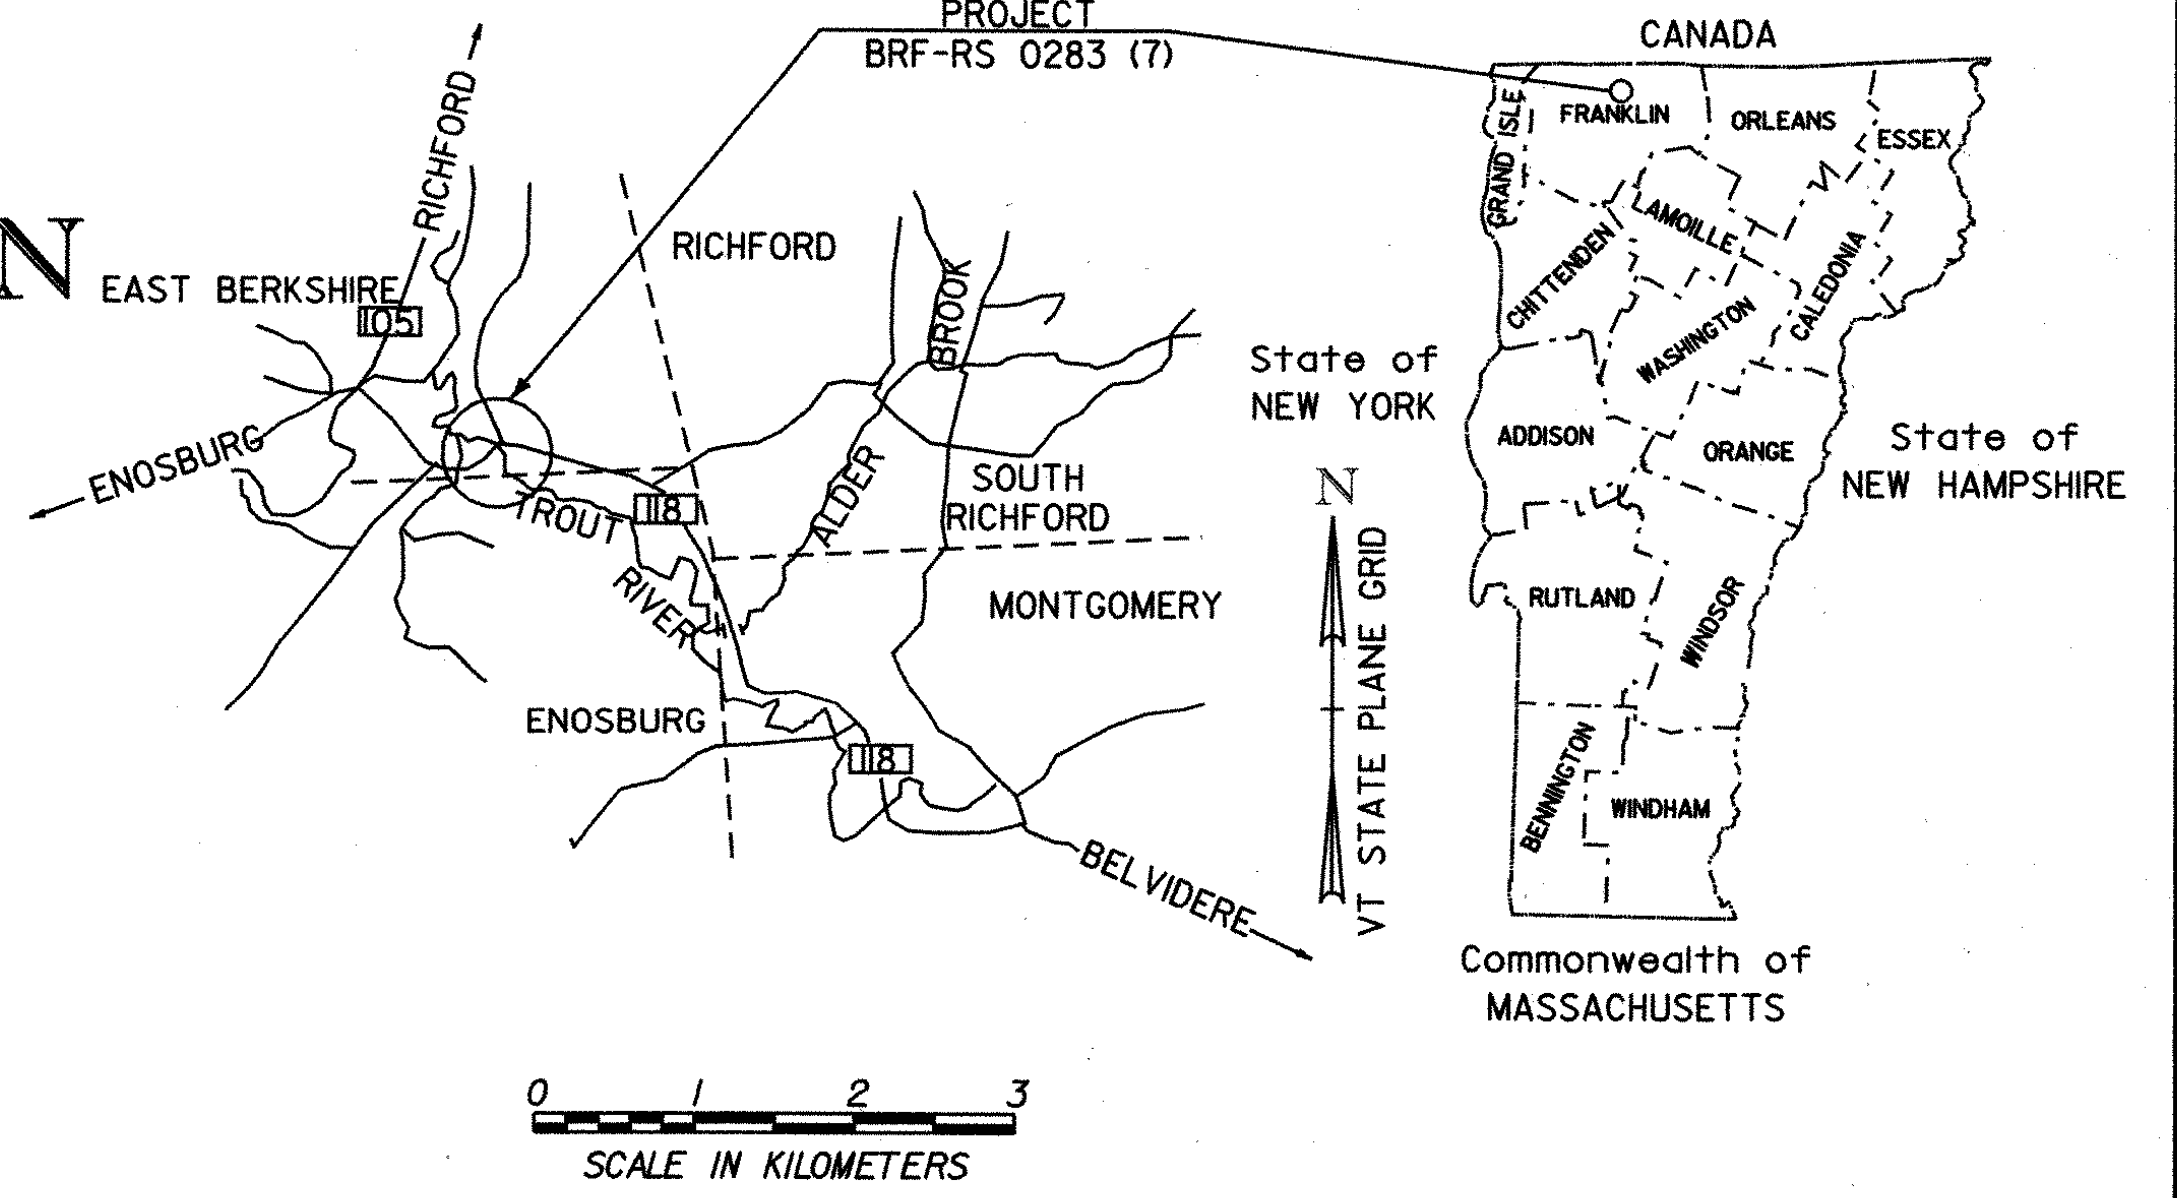 PROJECT
BRF-RS 0283 (7)
CANADA
RICHFORD
N
EAST BERKSHIRE
105
RICHFORD
BROOK
ENOSBURG
TROUT
118
ALDER
SOUTH
RICHFORD
RIVER
MONTGOMERY
ENOSBURG
118
BELVIDERE
State of
NEW YORK
N
VT STATE PLANE GRID
GRAND ISLE
FRANKLIN
ORLEANS
ESSEX
LAMOILLE
CHITTENDEN
CALEDONIA
WASHINGTON
ADDISON
ORANGE
State of
NEW HAMPSHIRE
RUTLAND
WINDSOR
BENNINGTON
WINDHAM
Commonwealth of
MASSACHUSETTS
0 1 2 3
SCALE IN KILOMETERS